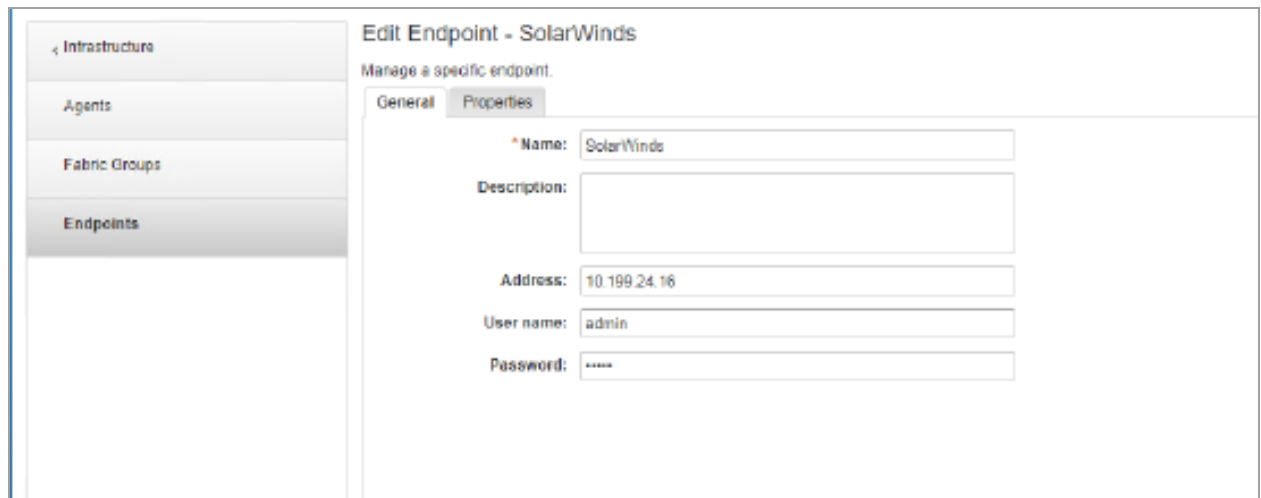 Edit Endpoint - SolarWinds
‹ Infrastructure
Manage a specific endpoint.
Agents
General Properties
*Name: SolarWinds
Fabric Groups
Description:
Endpoints
Address: 10.199.24.16
User name: admin
Password: •••••